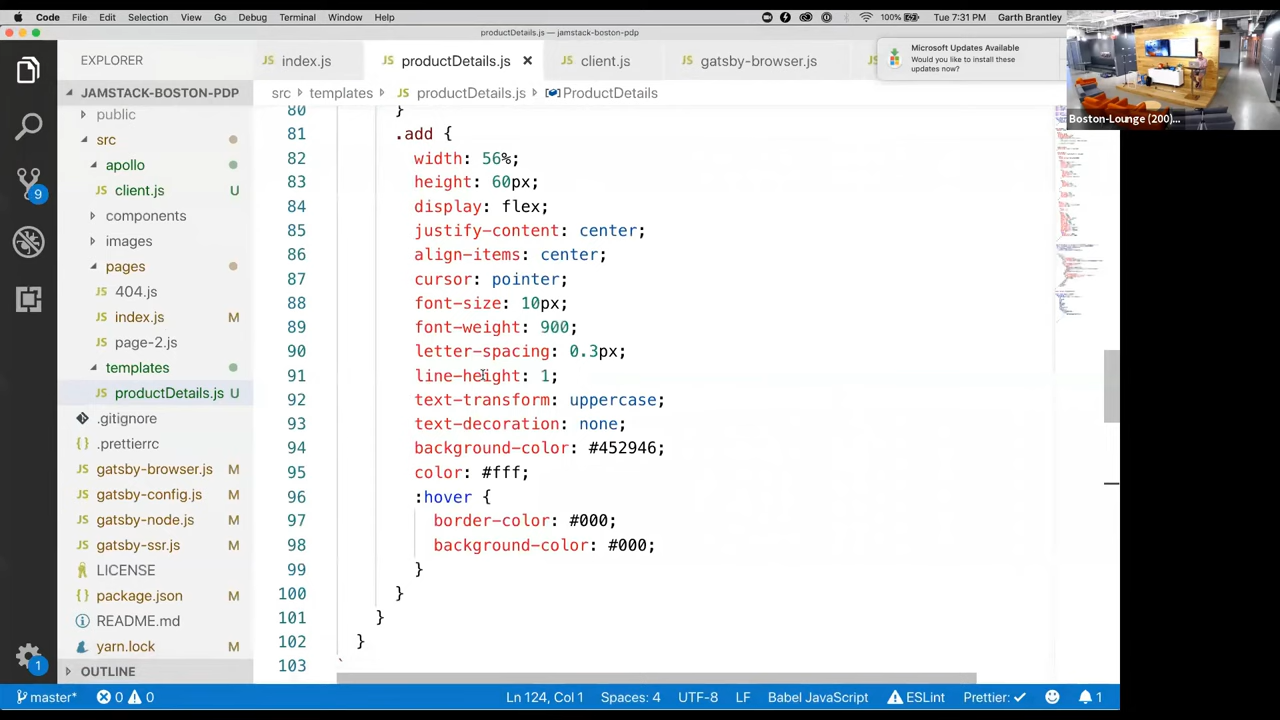 Code File Edit Selection View Go Debug Terminal Window Help 100% Tue 7:31 PM Garth Brantley
productDetails.js — jamstack-boston-pdp
Microsoft Updates Available
Would you like to install these
updates now?
Boston-Lounge (200)...
EXPLORER
JS index.js JS productDetails.js × JS client.js JS gatsby-browser.js JS
src templates JS productDetails.js ProductDetails
JAMSTACK-BOSTON-PDP
public
src
apollo
JS client.js U
components
images
pages
JS 404.js
JS index.js M
JS page-2.js
templates
JS productDetails.js U
.gitignore
{} .prettierrc
JS gatsby-browser.js M
JS gatsby-config.js M
JS gatsby-node.js M
JS gatsby-ssr.js M
LICENSE
{} package.json M
README.md
yarn.lock M
OUTLINE
9
1
80 }
81 .add {
82 width: 56%;
83 height: 60px;
84 display: flex;
85 justify-content: center;
86 align-items: center;
87 cursor: pointer;
88 font-size: 10px;
89 font-weight: 900;
90 letter-spacing: 0.3px;
91 line-height: 1;
92 text-transform: uppercase;
93 text-decoration: none;
94 background-color: #452946;
95 color: #fff;
96 :hover {
97 border-color: #000;
98 background-color: #000;
99 }
100 }
101 }
102 }
103 `
master* 0 0 Ln 124, Col 1 Spaces: 4 UTF-8 LF Babel JavaScript ESLint Prettier: ✓ 1